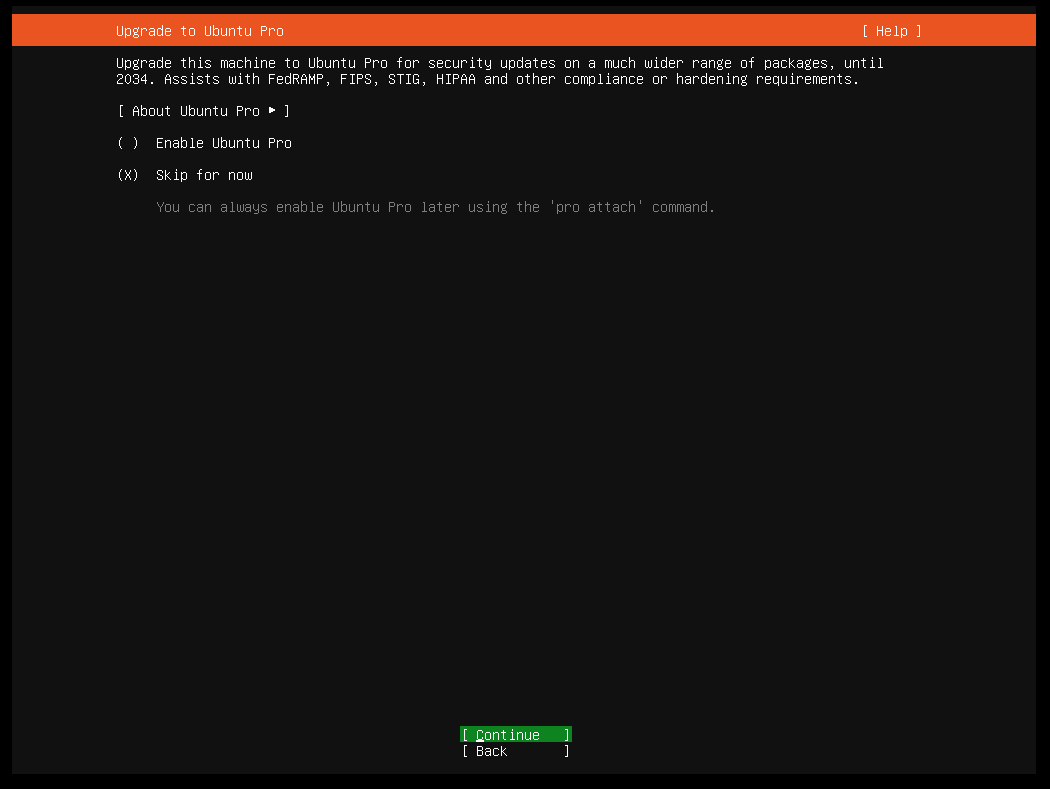 Upgrade to Ubuntu Pro [ Help ]
Upgrade this machine to Ubuntu Pro for security updates on a much wider range of packages, until
2034. Assists with FedRAMP, FIPS, STIG, HIPAA and other compliance or hardening requirements.
[ About Ubuntu Pro ▸ ]
( ) Enable Ubuntu Pro
(X) Skip for now
You can always enable Ubuntu Pro later using the 'pro attach' command.
[ Continue ]
[ Back ]